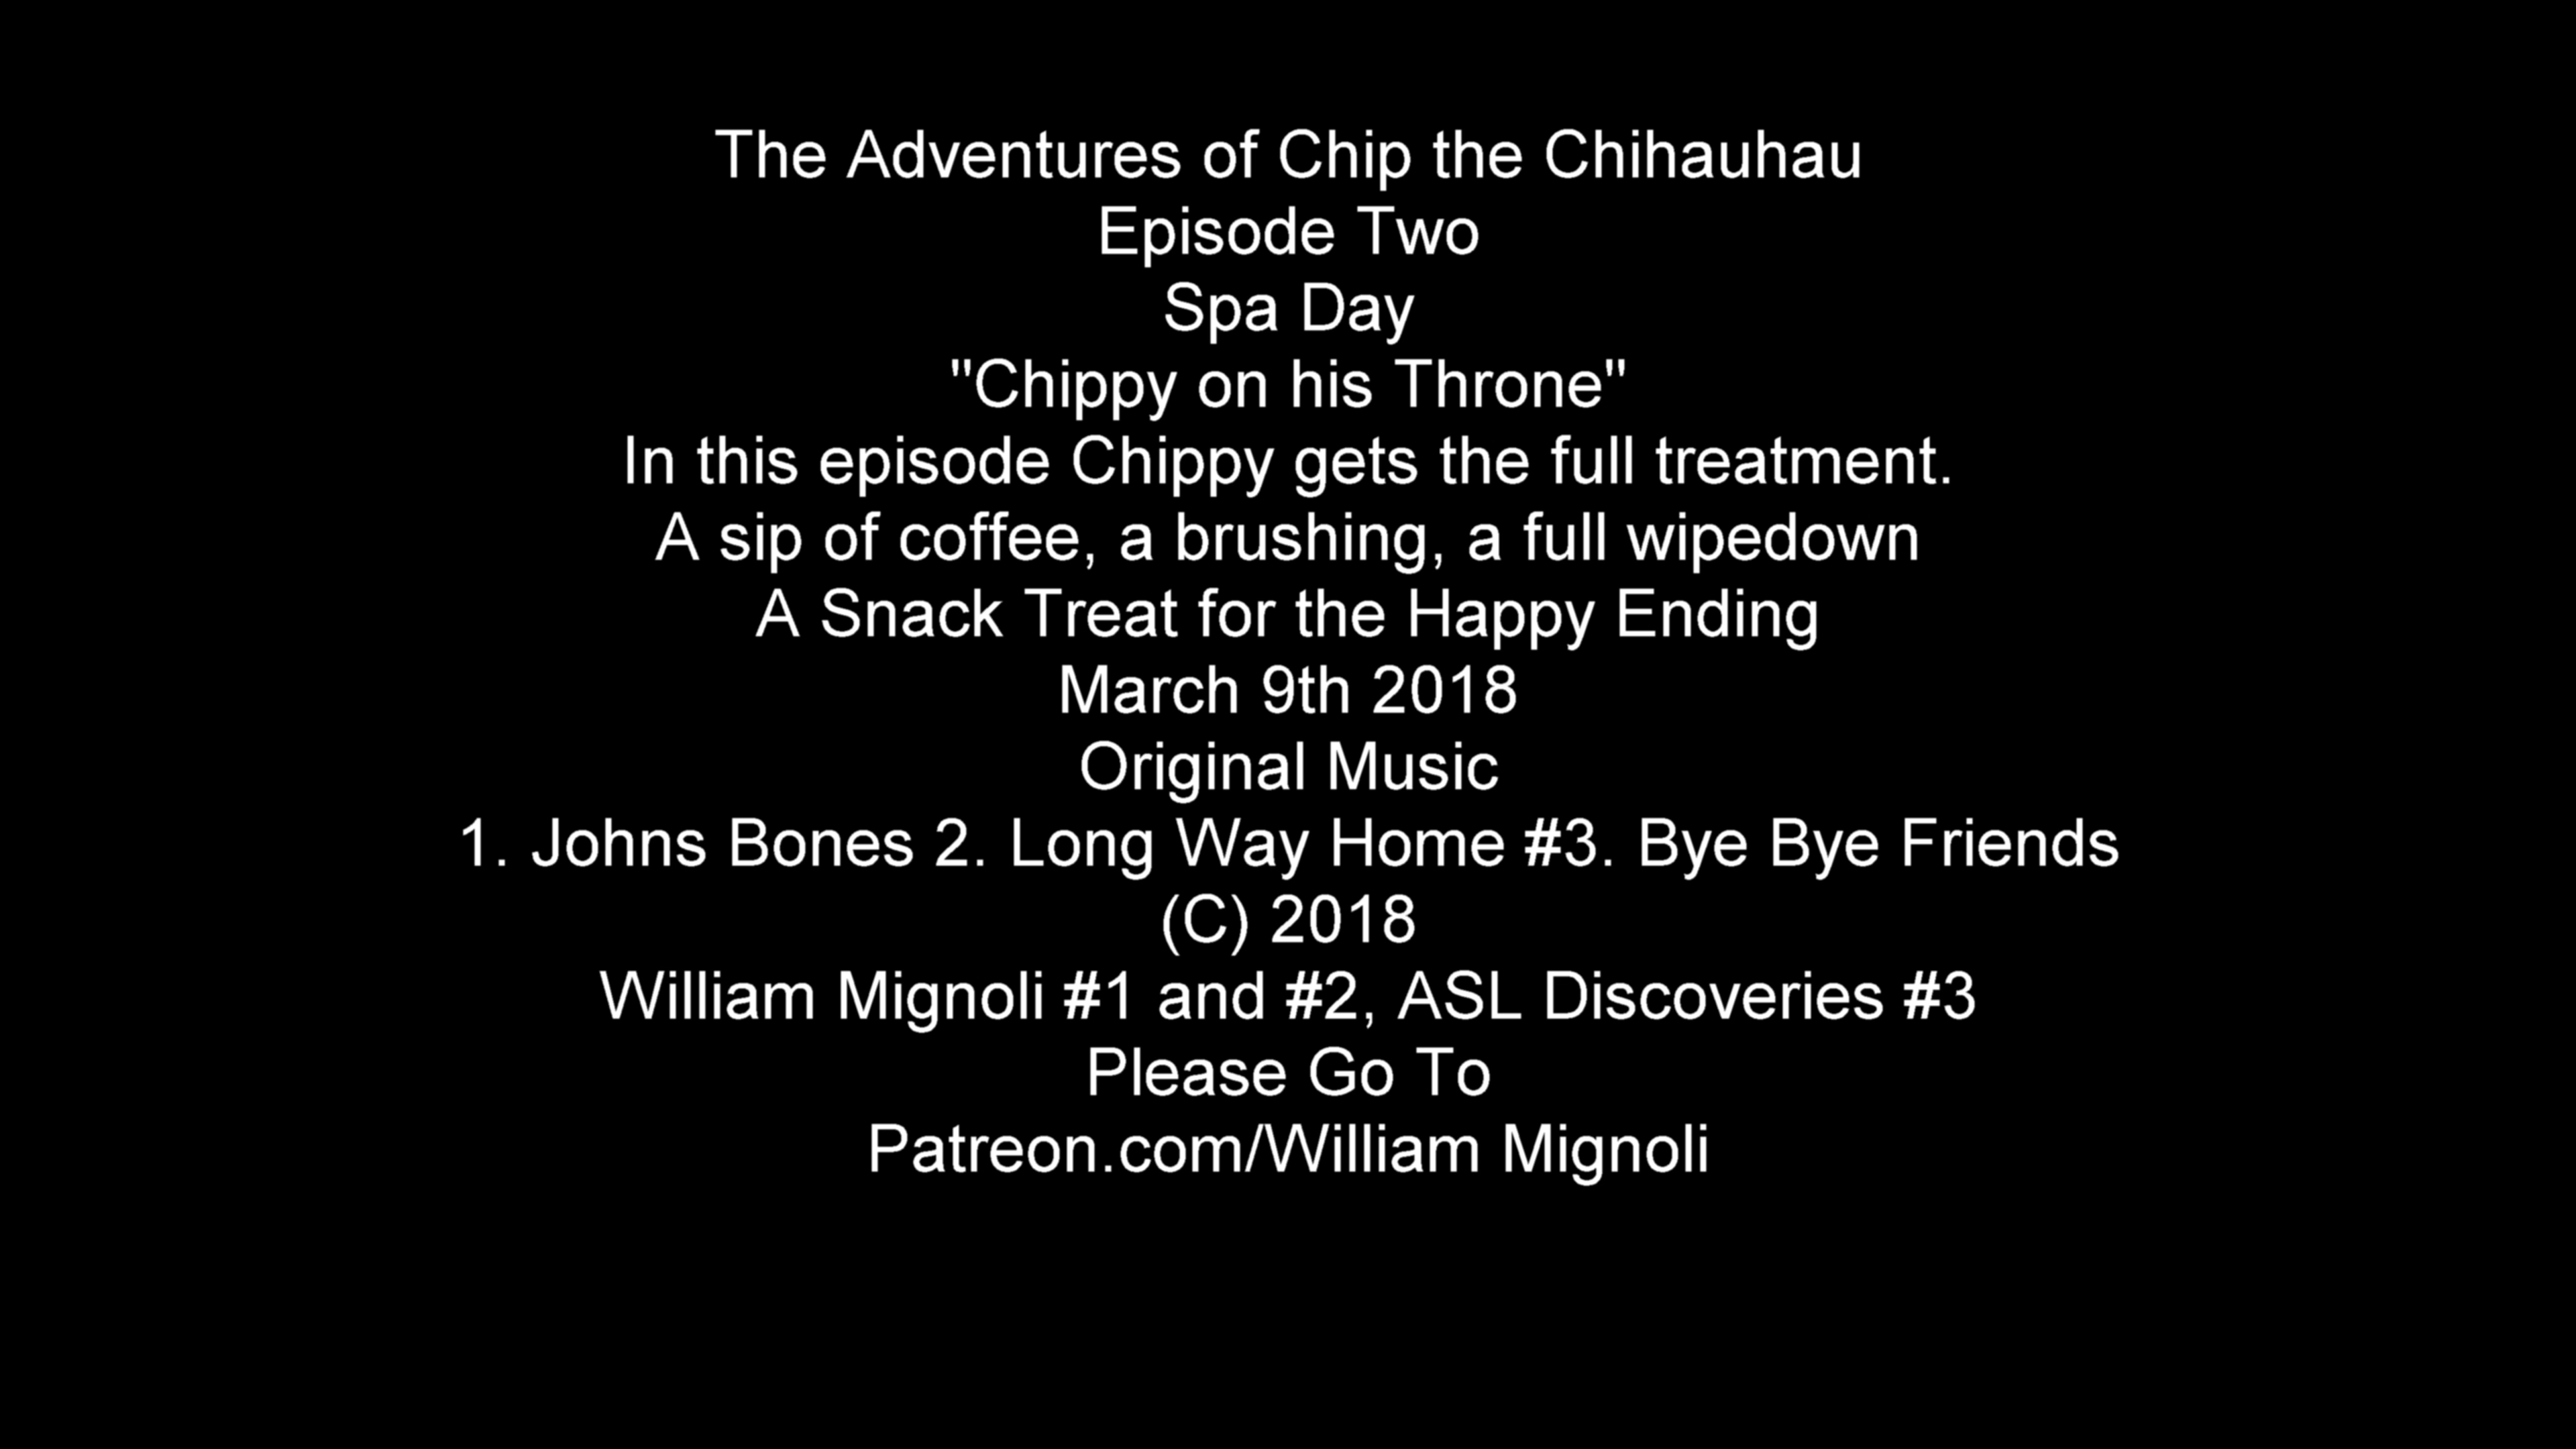 The Adventures of Chip the Chihauhau
Episode Two
Spa Day
"Chippy on his Throne"
In this episode Chippy gets the full treatment.
A sip of coffee, a brushing, a full wipedown
A Snack Treat for the Happy Ending
March 9th 2018
Original Music
1. Johns Bones 2. Long Way Home #3. Bye Bye Friends
(C) 2018
William Mignoli #1 and #2, ASL Discoveries #3
Please Go To
Patreon.com/William Mignoli